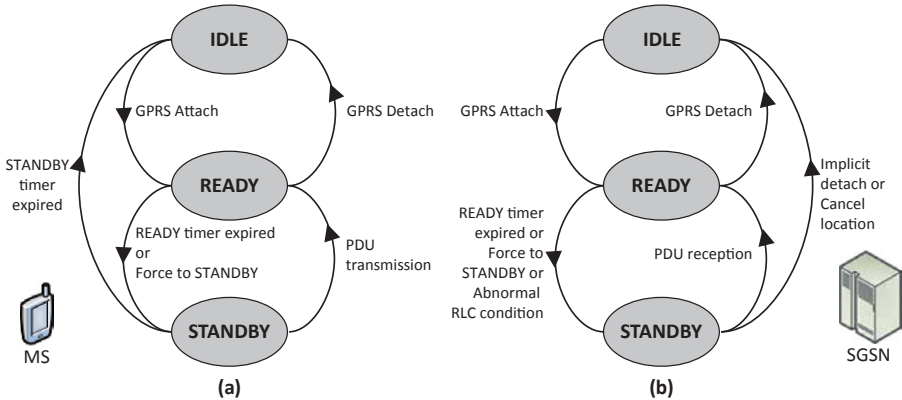 IDLE
GPRS Attach
GPRS Detach
STANDBY
timer
expired
READY
READY timer expired
or
Force to STANDBY
PDU
transmission
STANDBY
MS
(a)
IDLE
GPRS Attach
GPRS Detach
Implicit
detach or
Cancel
location
READY
READY timer
expired or
Force to
STANDBY or
Abnormal
RLC condition
PDU reception
STANDBY
SGSN
(b)